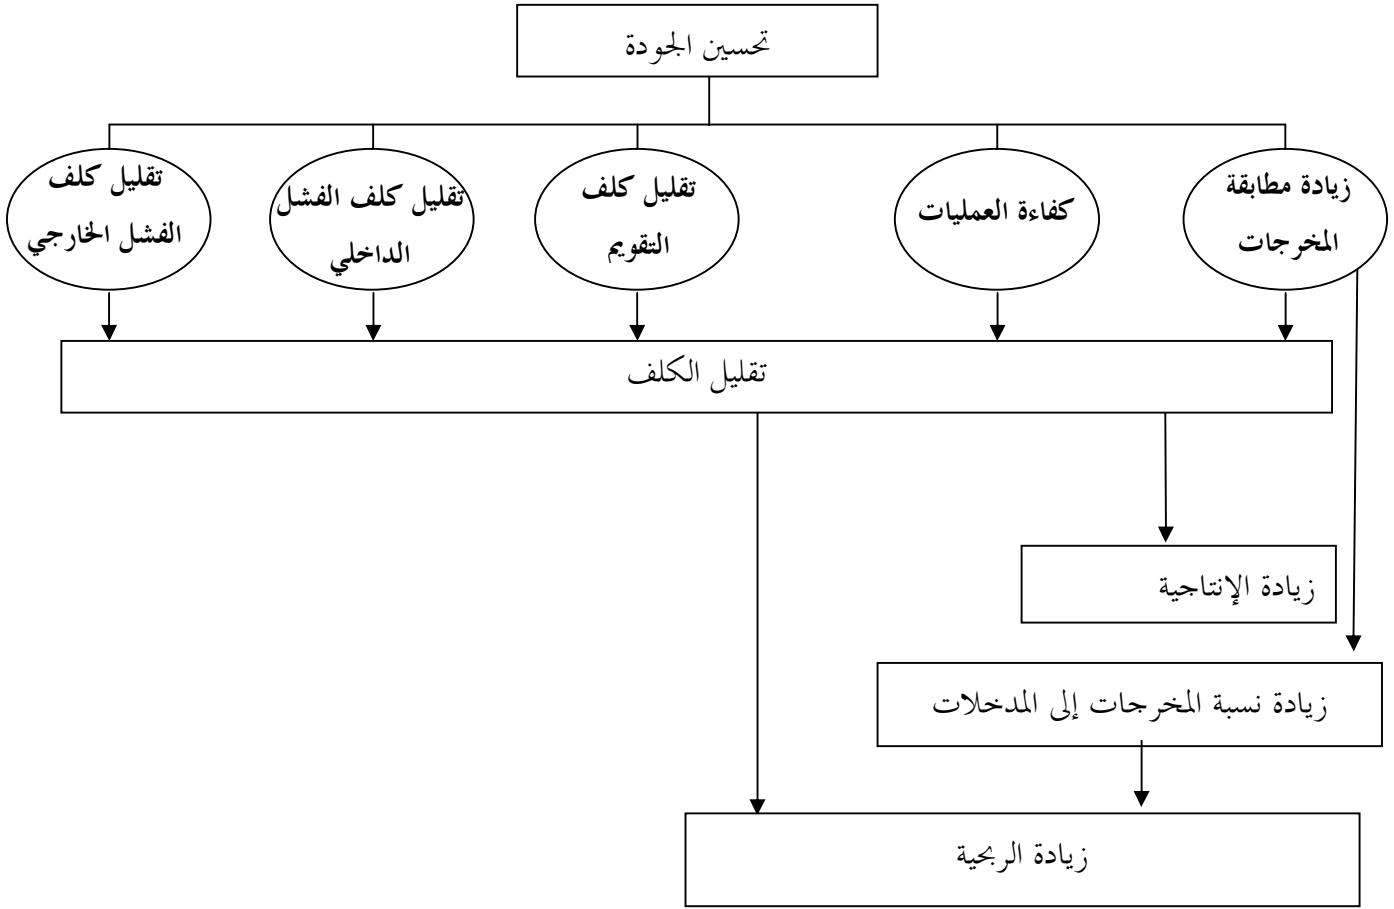 تحسين الجودة
زيادة مطابقة
المخرجات
كفاءة العمليات
تقليل كلف
التقويم
تقليل كلف الفشل
الداخلي
تقليل كلف
الفشل الخارجي
تقليل الكلف
زيادة الإنتاجية
زيادة نسبة المخرجات إلى المدخلات
زيادة الربحية